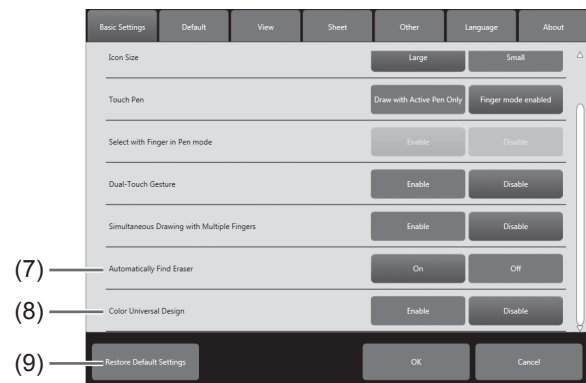 Basic Settings Default View Sheet Other Language About
Icon Size Large Small
Touch Pen Draw with Active Pen Only Finger mode enabled
Select with Finger in Pen mode Enable Disable
Dual-Touch Gesture Enable Disable
Simultaneous Drawing with Multiple Fingers Enable Disable
(7) Automatically Find Eraser On Off
(8) Color Universal Design Enable Disable
(9) Restore Default Settings OK Cancel